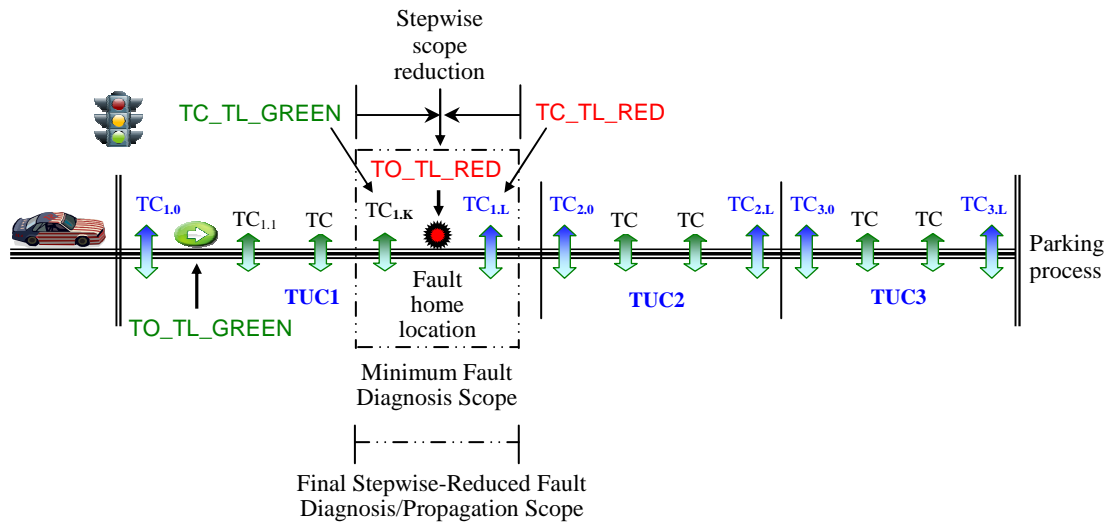 Stepwise
scope
reduction
TC_TL_GREEN
TC_TL_RED
TO_TL_RED
TC1.0
TC1.1
TC
TC1.K
TC1.L
TC2.0
TC
TC
TC2.L
TC3.0
TC
TC
TC3.L
Parking
process
TUC1
Fault
home
location
TUC2
TUC3
TO_TL_GREEN
Minimum Fault
Diagnosis Scope
Final Stepwise-Reduced Fault
Diagnosis/Propagation Scope